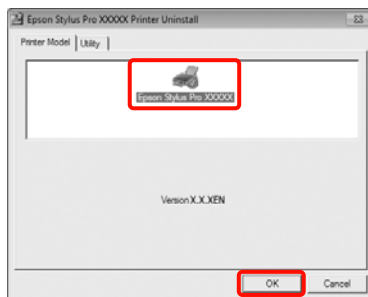 Epson Stylus Pro XXXXX Printer Uninstall
Printer Model Utility
Epson Stylus Pro XXXXX
Version X.X.XEN
OK Cancel